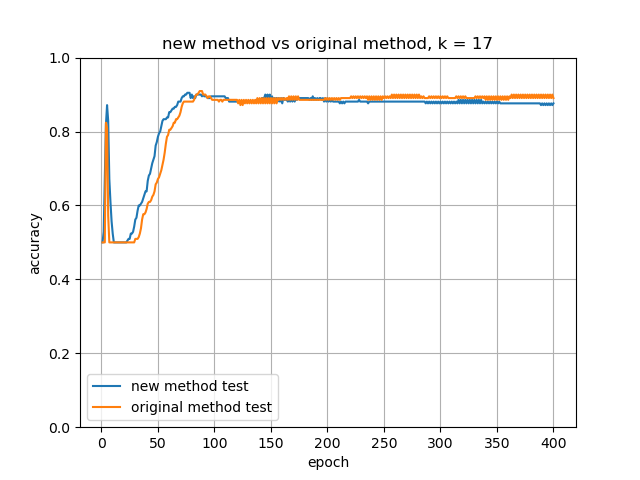 new method vs original method, k = 17
1.0
0.8
0.6
0.4
0.2
0.0
accuracy
new method test
original method test
0 50 100 150 200 250 300 350 400
epoch